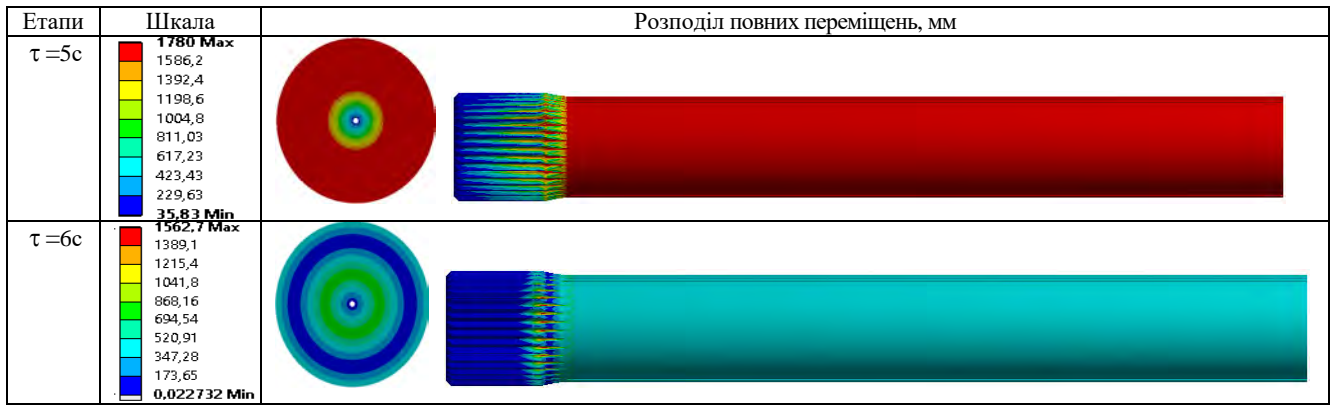 Етапи Шкала Розподіл повних переміщень, мм
τ =5с
1780 Max
1586,2
1392,4
1198,6
1004,8
811,03
617,23
423,43
229,63
35,83 Min
τ =6с
1562,7 Max
1389,1
1215,4
1041,8
868,16
694,54
520,91
347,28
173,65
0,022732 Min